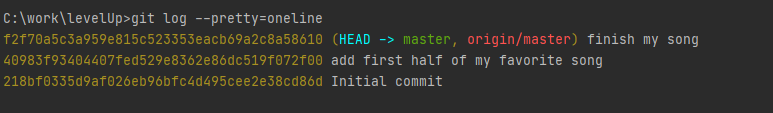 C:\work\levelUp>git log --pretty=oneline
f2f70a5c3a959e815c523353eacb69a2c8a58610 (HEAD -> master, origin/master) finish my song
40983f93404407fed529e8362e86dc519f072f00 add first half of my favorite song
218bf0335d9af026eb96bfc4d495cee2e38cd86d Initial commit